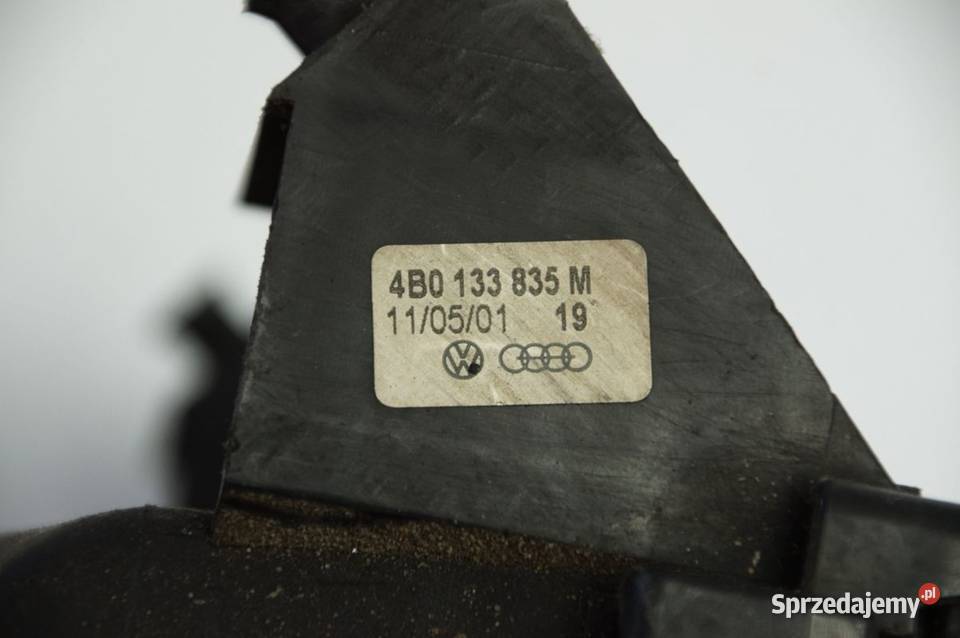 4B0 133 835 M
11/05/01 19
Sprzedajemy.pl